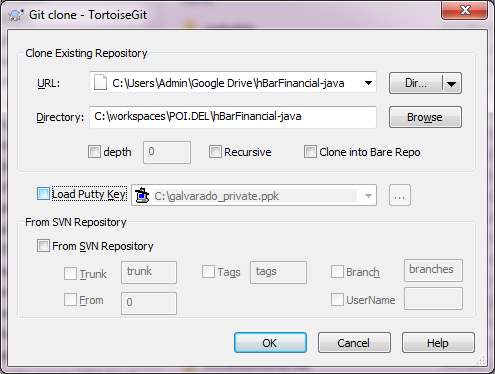 Git clone - TortoiseGit
Clone Existing Repository
URL: C:\Users\Admin\Google Drive\hBarFinancial-java Dir...
Directory: C:\workspaces\POI.DEL\hBarFinancial-java Browse
depth 0 Recursive Clone into Bare Repo
Load Putty Key C:\galvarado_private.ppk ...
From SVN Repository
From SVN Repository
Trunk trunk Tags tags Branch branches
From 0 UserName
OK Cancel Help